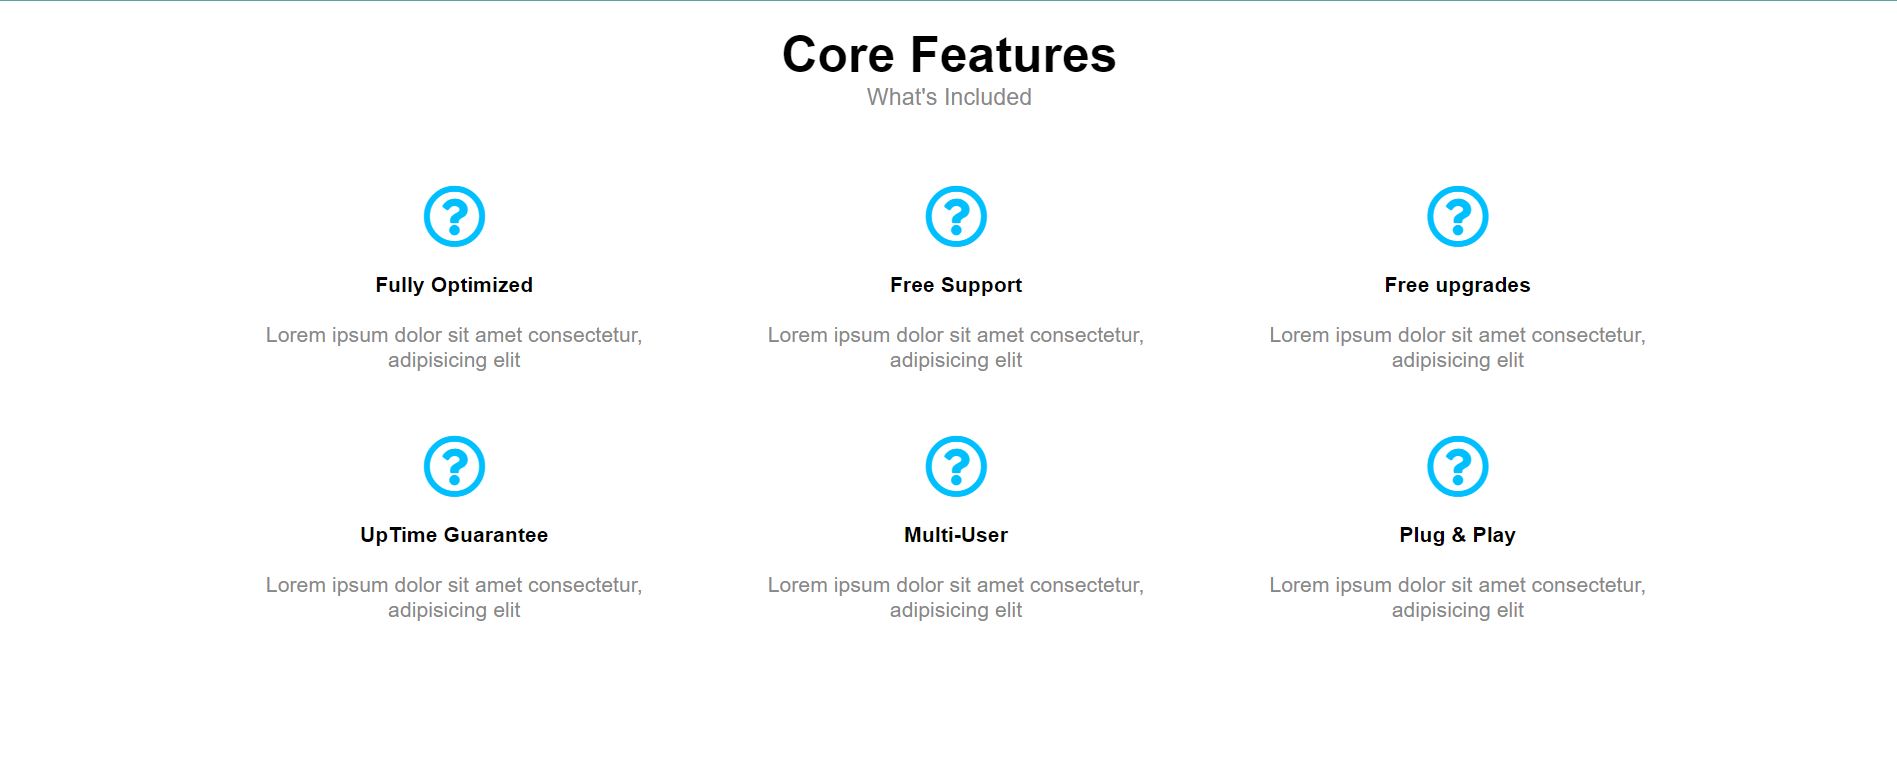 Core Features
What's Included
Fully Optimized
Lorem ipsum dolor sit amet consectetur,
adipisicing elit
Free Support
Lorem ipsum dolor sit amet consectetur,
adipisicing elit
Free upgrades
Lorem ipsum dolor sit amet consectetur,
adipisicing elit
UpTime Guarantee
Lorem ipsum dolor sit amet consectetur,
adipisicing elit
Multi-User
Lorem ipsum dolor sit amet consectetur,
adipisicing elit
Plug & Play
Lorem ipsum dolor sit amet consectetur,
adipisicing elit